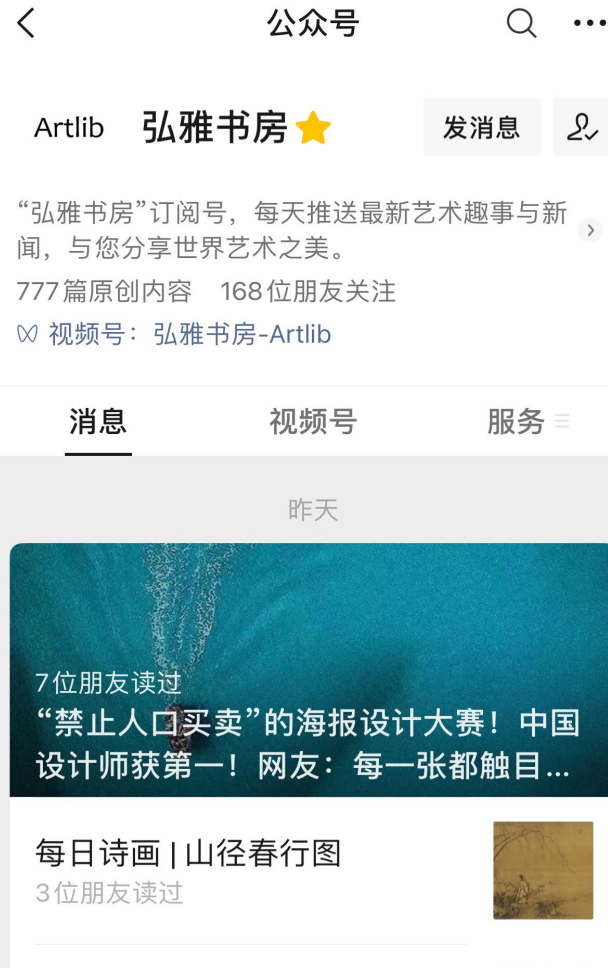 公众号
Artlib 弘雅书房
发消息
“弘雅书房”订阅号，每天推送最新艺术趣事与新
闻，与您分享世界艺术之美。
777篇原创内容 168位朋友关注
视频号：弘雅书房-Artlib
消息 视频号 服务
昨天
7位朋友读过
“禁止人口买卖”的海报设计大赛！中国
设计师获第一！网友：每一张都触目...
每日诗画 | 山径春行图
3位朋友读过